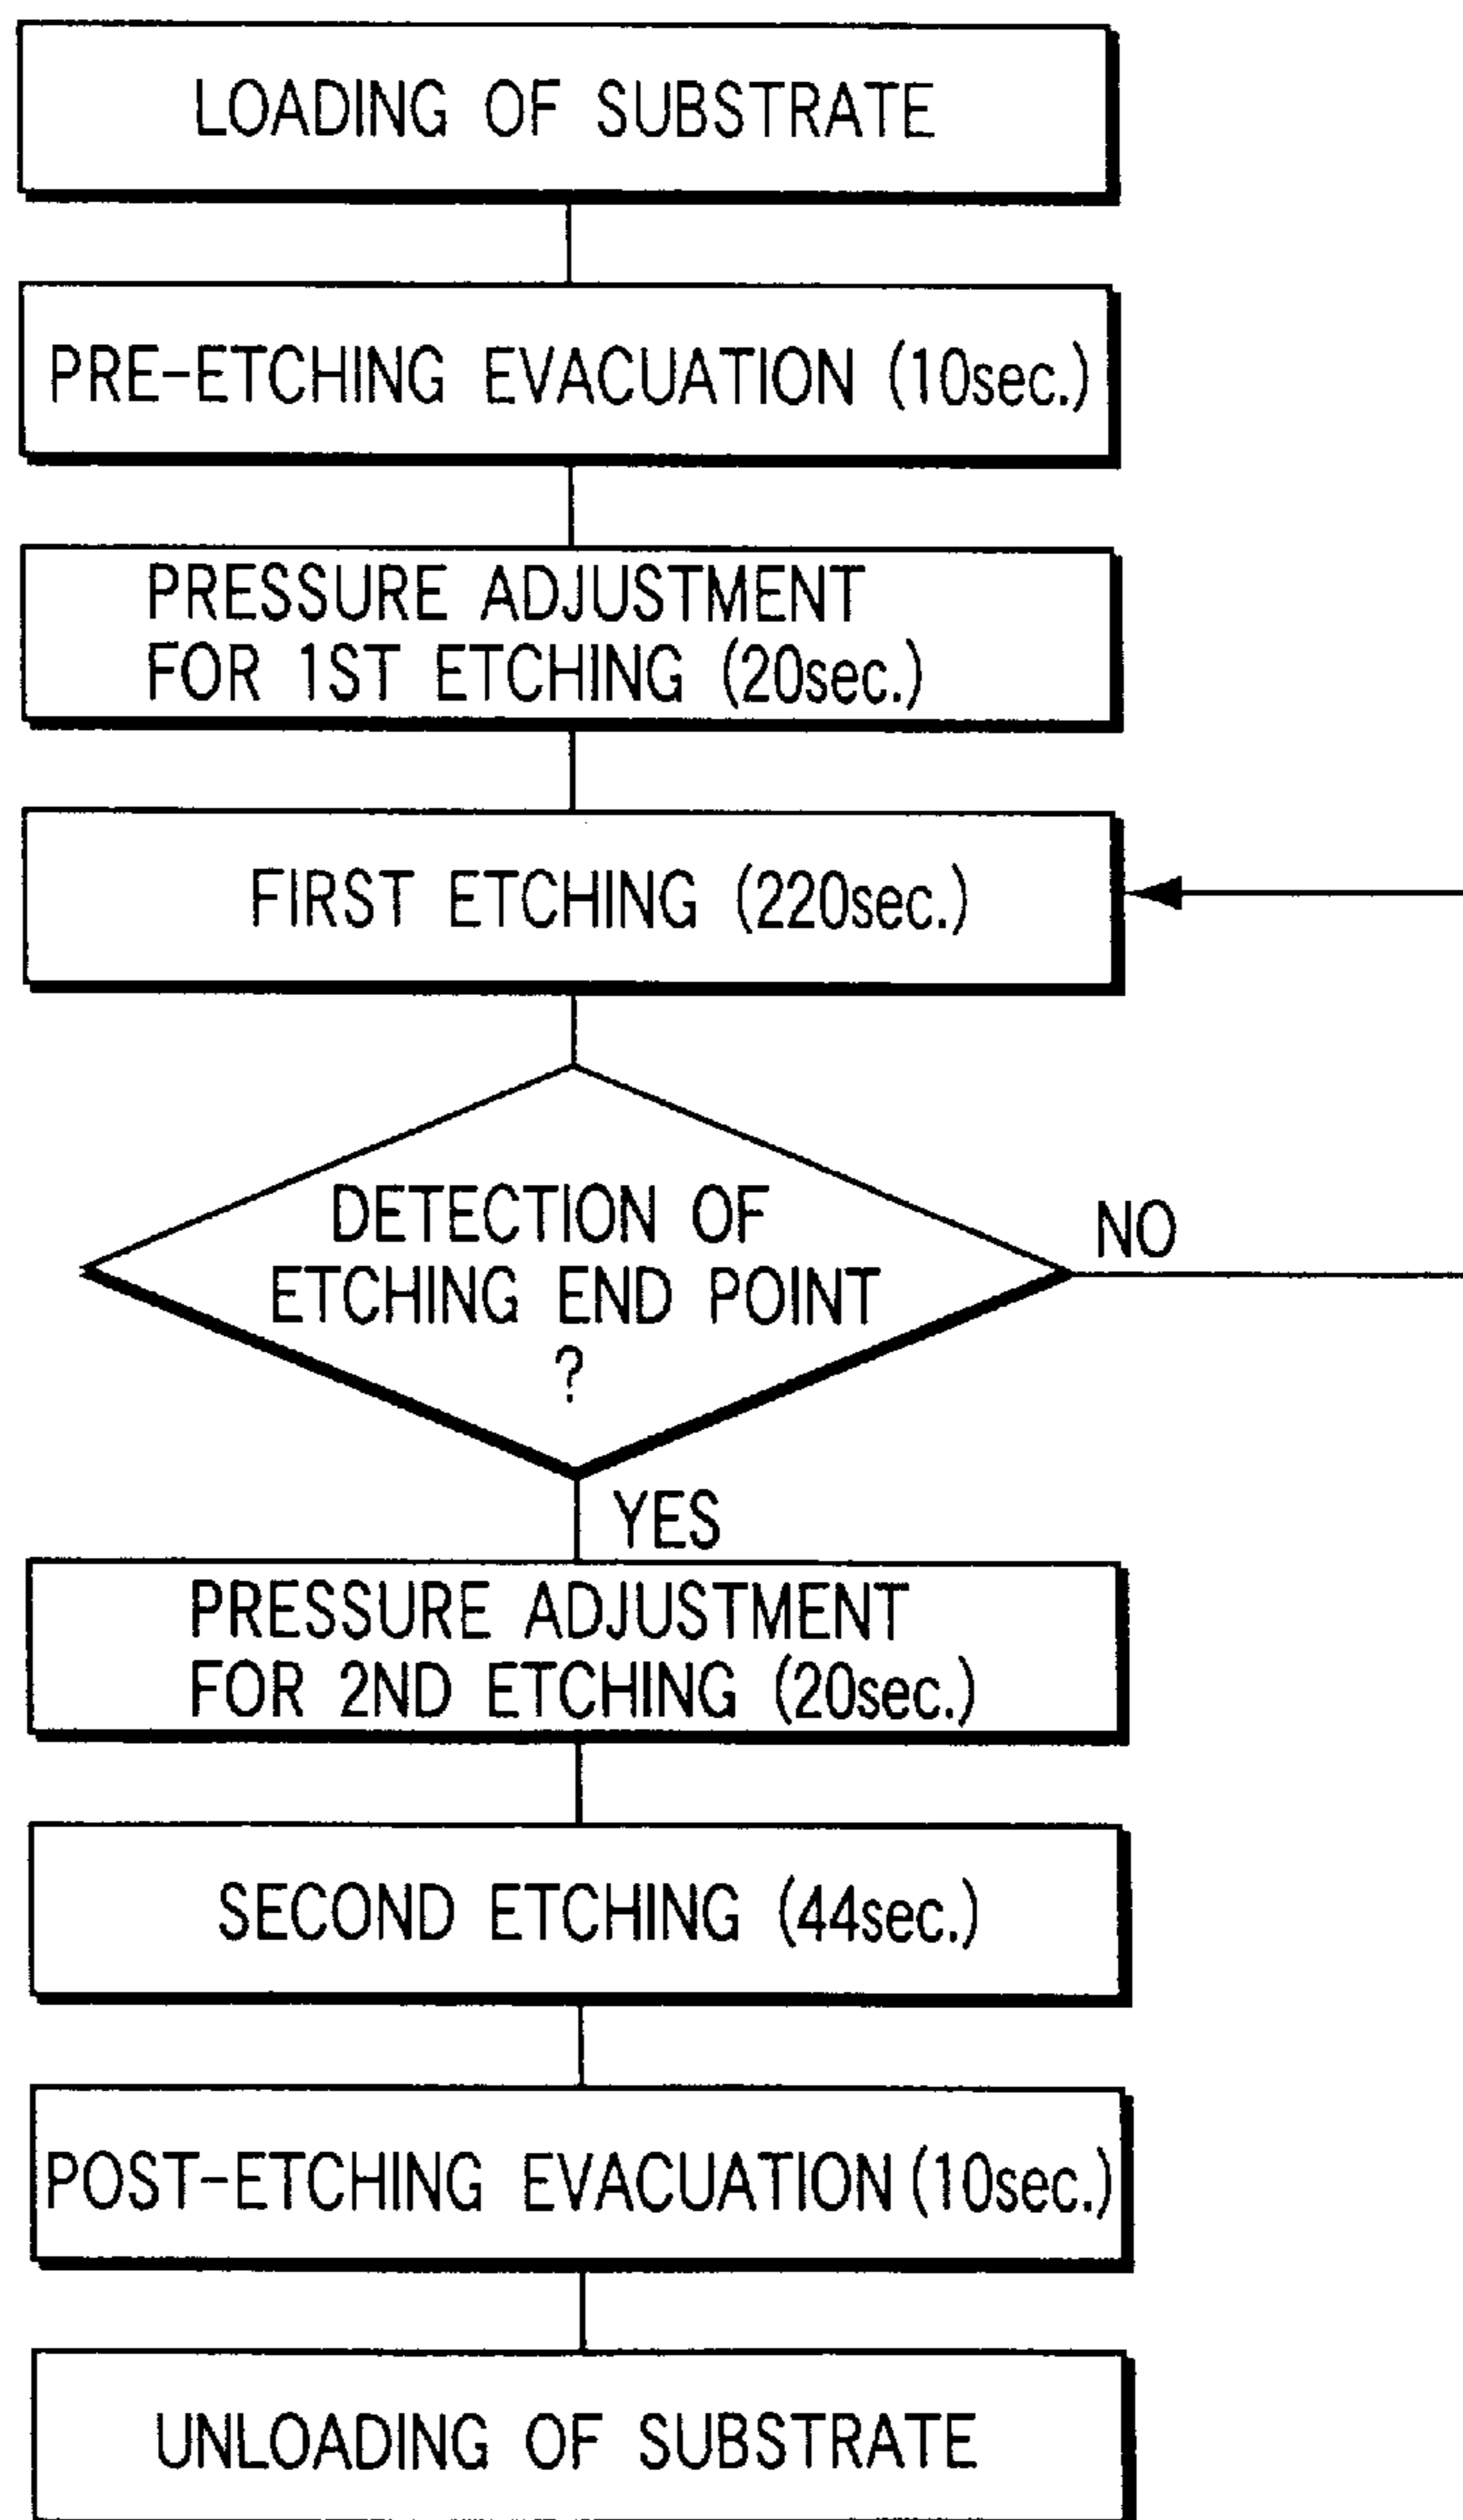 LOADING OF SUBSTRATE
PRE-ETCHING EVACUATION (10sec.)
PRESSURE ADJUSTMENT
FOR 1ST ETCHING (20sec.)
FIRST ETCHING (220sec.)
DETECTION OF
ETCHING END POINT
?
NO
YES
PRESSURE ADJUSTMENT
FOR 2ND ETCHING (20sec.)
SECOND ETCHING (44sec.)
POST-ETCHING EVACUATION (10sec.)
UNLOADING OF SUBSTRATE